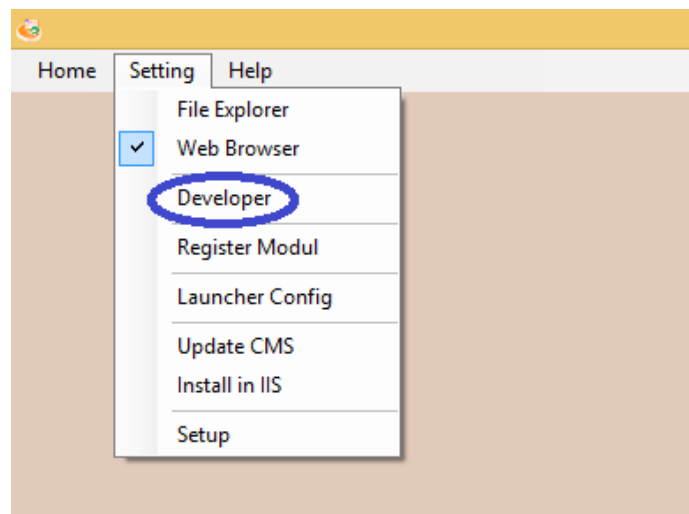 Home Setting Help
File Explorer
Web Browser
Developer
Register Modul
Launcher Config
Update CMS
Install in IIS
Setup